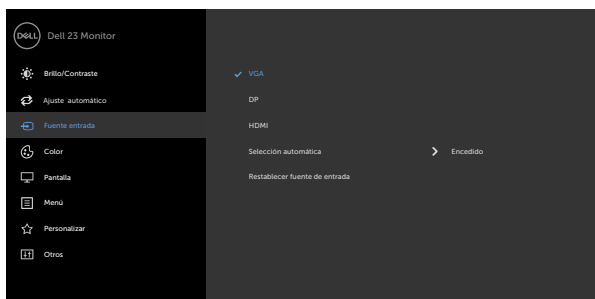 DELL Dell 23 Monitor
Brillo/Contraste
Ajuste automático
Fuente entrada
Color
Pantalla
Menú
Personalizar
Otros
VGA
DP
HDMI
Selección automática Encedido
Restablecer fuente de entrada